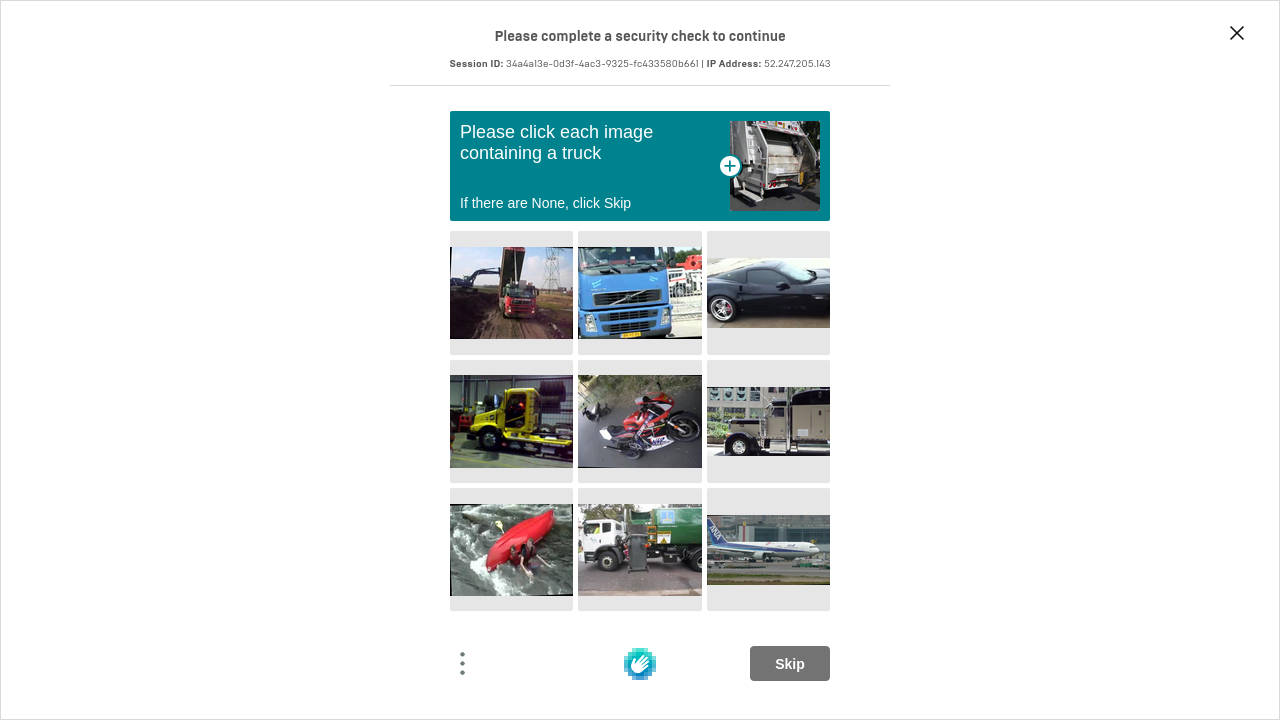 Please complete a security check to continue
Session ID: 34a4a13e-0d3f-4ac3-9325-fc433580b661 | IP Address: 52.247.205.143
Please click each image
containing a truck
If there are None, click Skip
ANA
Skip